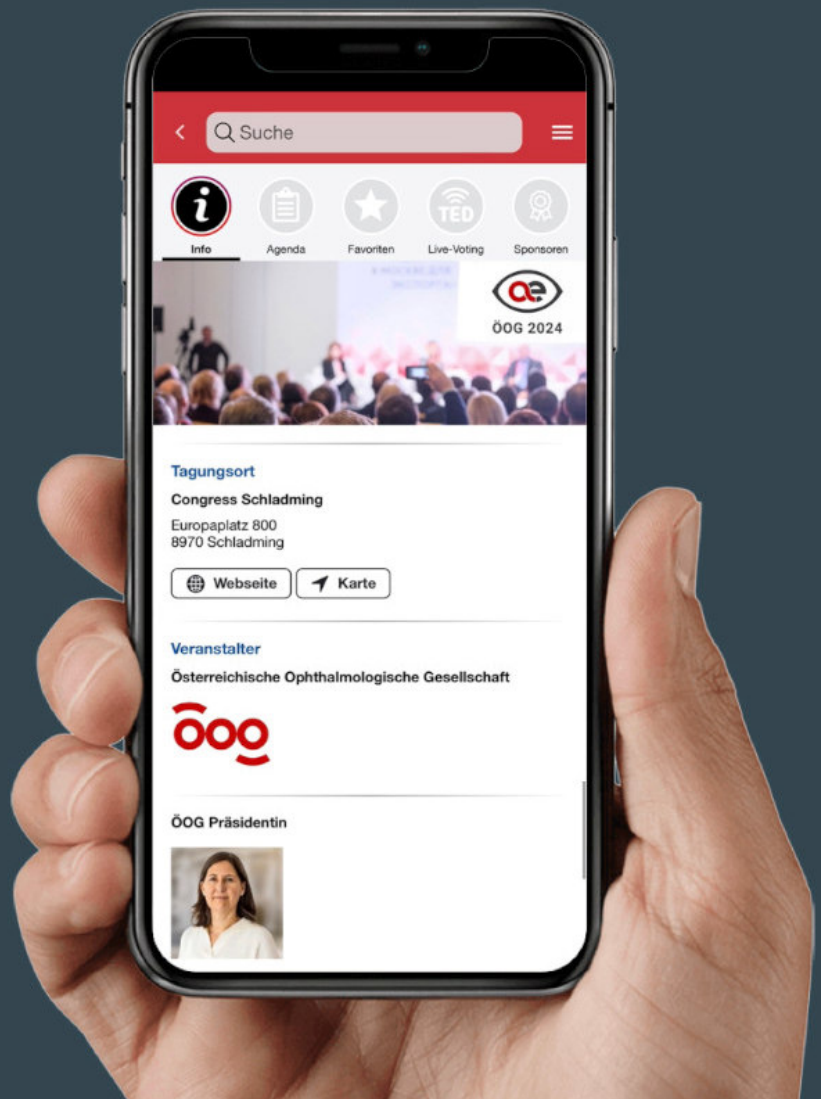 Suche
Info
Agenda
Favoriten
TED
Live-Voting
Sponsoren
ÖOG 2024
Tagungsort
Congress Schladming
Europaplatz 800
8970 Schladming
Webseite
Karte
Veranstalter
Österreichische Ophthalmologische Gesellschaft
öog
ÖOG Präsidentin